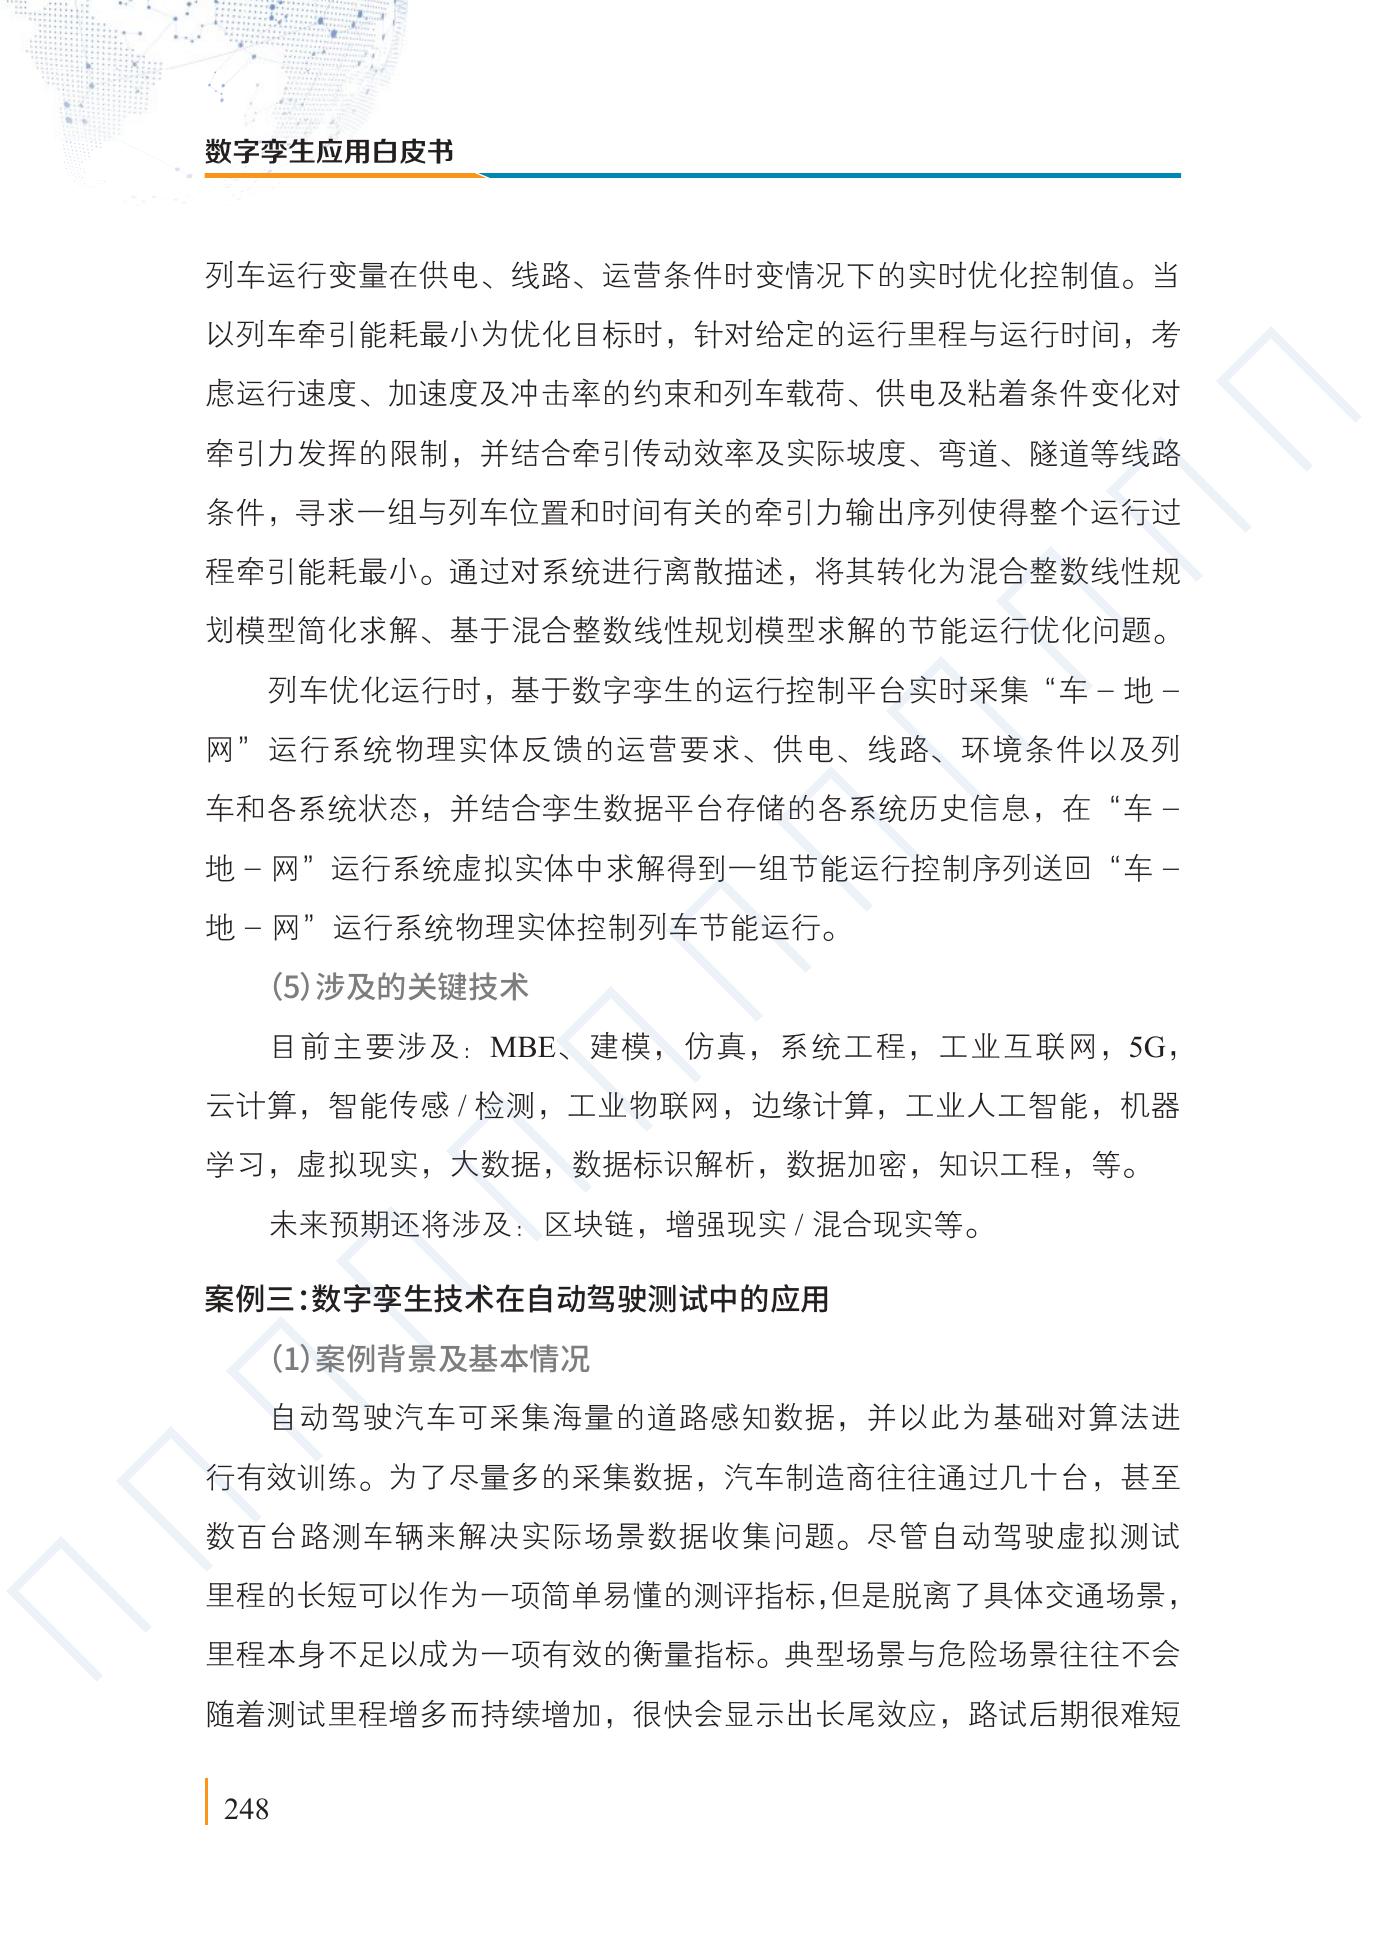 数字孪生应用白皮书
列车运行变量在供电、线路、运营条件时变情况下的实时优化控制值。当
以列车牵引能耗最小为优化目标时，针对给定的运行里程与运行时间，考
虑运行速度、加速度及冲击率的约束和列车载荷、供电及粘着条件变化对
牵引力发挥的限制，并结合牵引传动效率及实际坡度、弯道、隧道等线路
条件，寻求一组与列车位置和时间有关的牵引力输出序列使得整个运行过
程牵引能耗最小。通过对系统进行离散描述，将其转化为混合整数线性规
划模型简化求解、基于混合整数线性规划模型求解的节能运行优化问题。
列车优化运行时，基于数字孪生的运行控制平台实时采集“车 – 地 –
网”运行系统物理实体反馈的运营要求、供电、线路、环境条件以及列
车和各系统状态，并结合孪生数据平台存储的各系统历史信息，在“车 –
地 – 网”运行系统虚拟实体中求解得到一组节能运行控制序列送回“车 –
地 – 网”运行系统物理实体控制列车节能运行。
（5）涉及的关键技术
目前主要涉及：MBE、建模，仿真，系统工程，工业互联网，5G，
云计算，智能传感 / 检测，工业物联网，边缘计算，工业人工智能，机器
学习，虚拟现实，大数据，数据标识解析，数据加密，知识工程，等。
未来预期还将涉及：区块链，增强现实 / 混合现实等。
案例三：数字孪生技术在自动驾驶测试中的应用
（1）案例背景及基本情况
自动驾驶汽车可采集海量的道路感知数据，并以此为基础对算法进
行有效训练。为了尽量多的采集数据，汽车制造商往往通过几十台，甚至
数百台路测车辆来解决实际场景数据收集问题。尽管自动驾驶虚拟测试
里程的长短可以作为一项简单易懂的测评指标，但是脱离了具体交通场景，
里程本身不足以成为一项有效的衡量指标。典型场景与危险场景往往不会
随着测试里程增多而持续增加，很快会显示出长尾效应，路试后期很难短
248